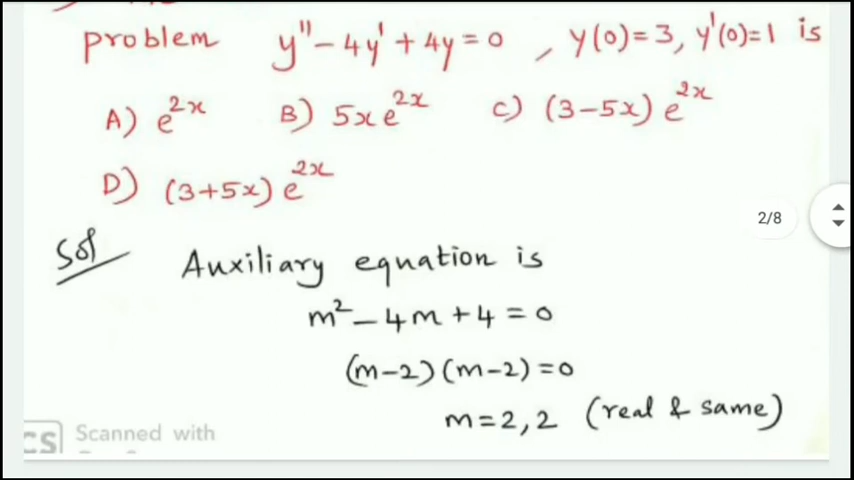 problem y'' - 4y' + 4y = 0 , y(0) = 3, y'(0) = 1 is
A) e^{2x} B) 5xe^{2x} C) (3-5x) e^{2x}
D) (3+5x) e^{2x}
2/8
Sol
Auxiliary equation is
m² - 4m + 4 = 0
(m-2)(m-2) = 0
m = 2, 2 (real & same)
CS Scanned with